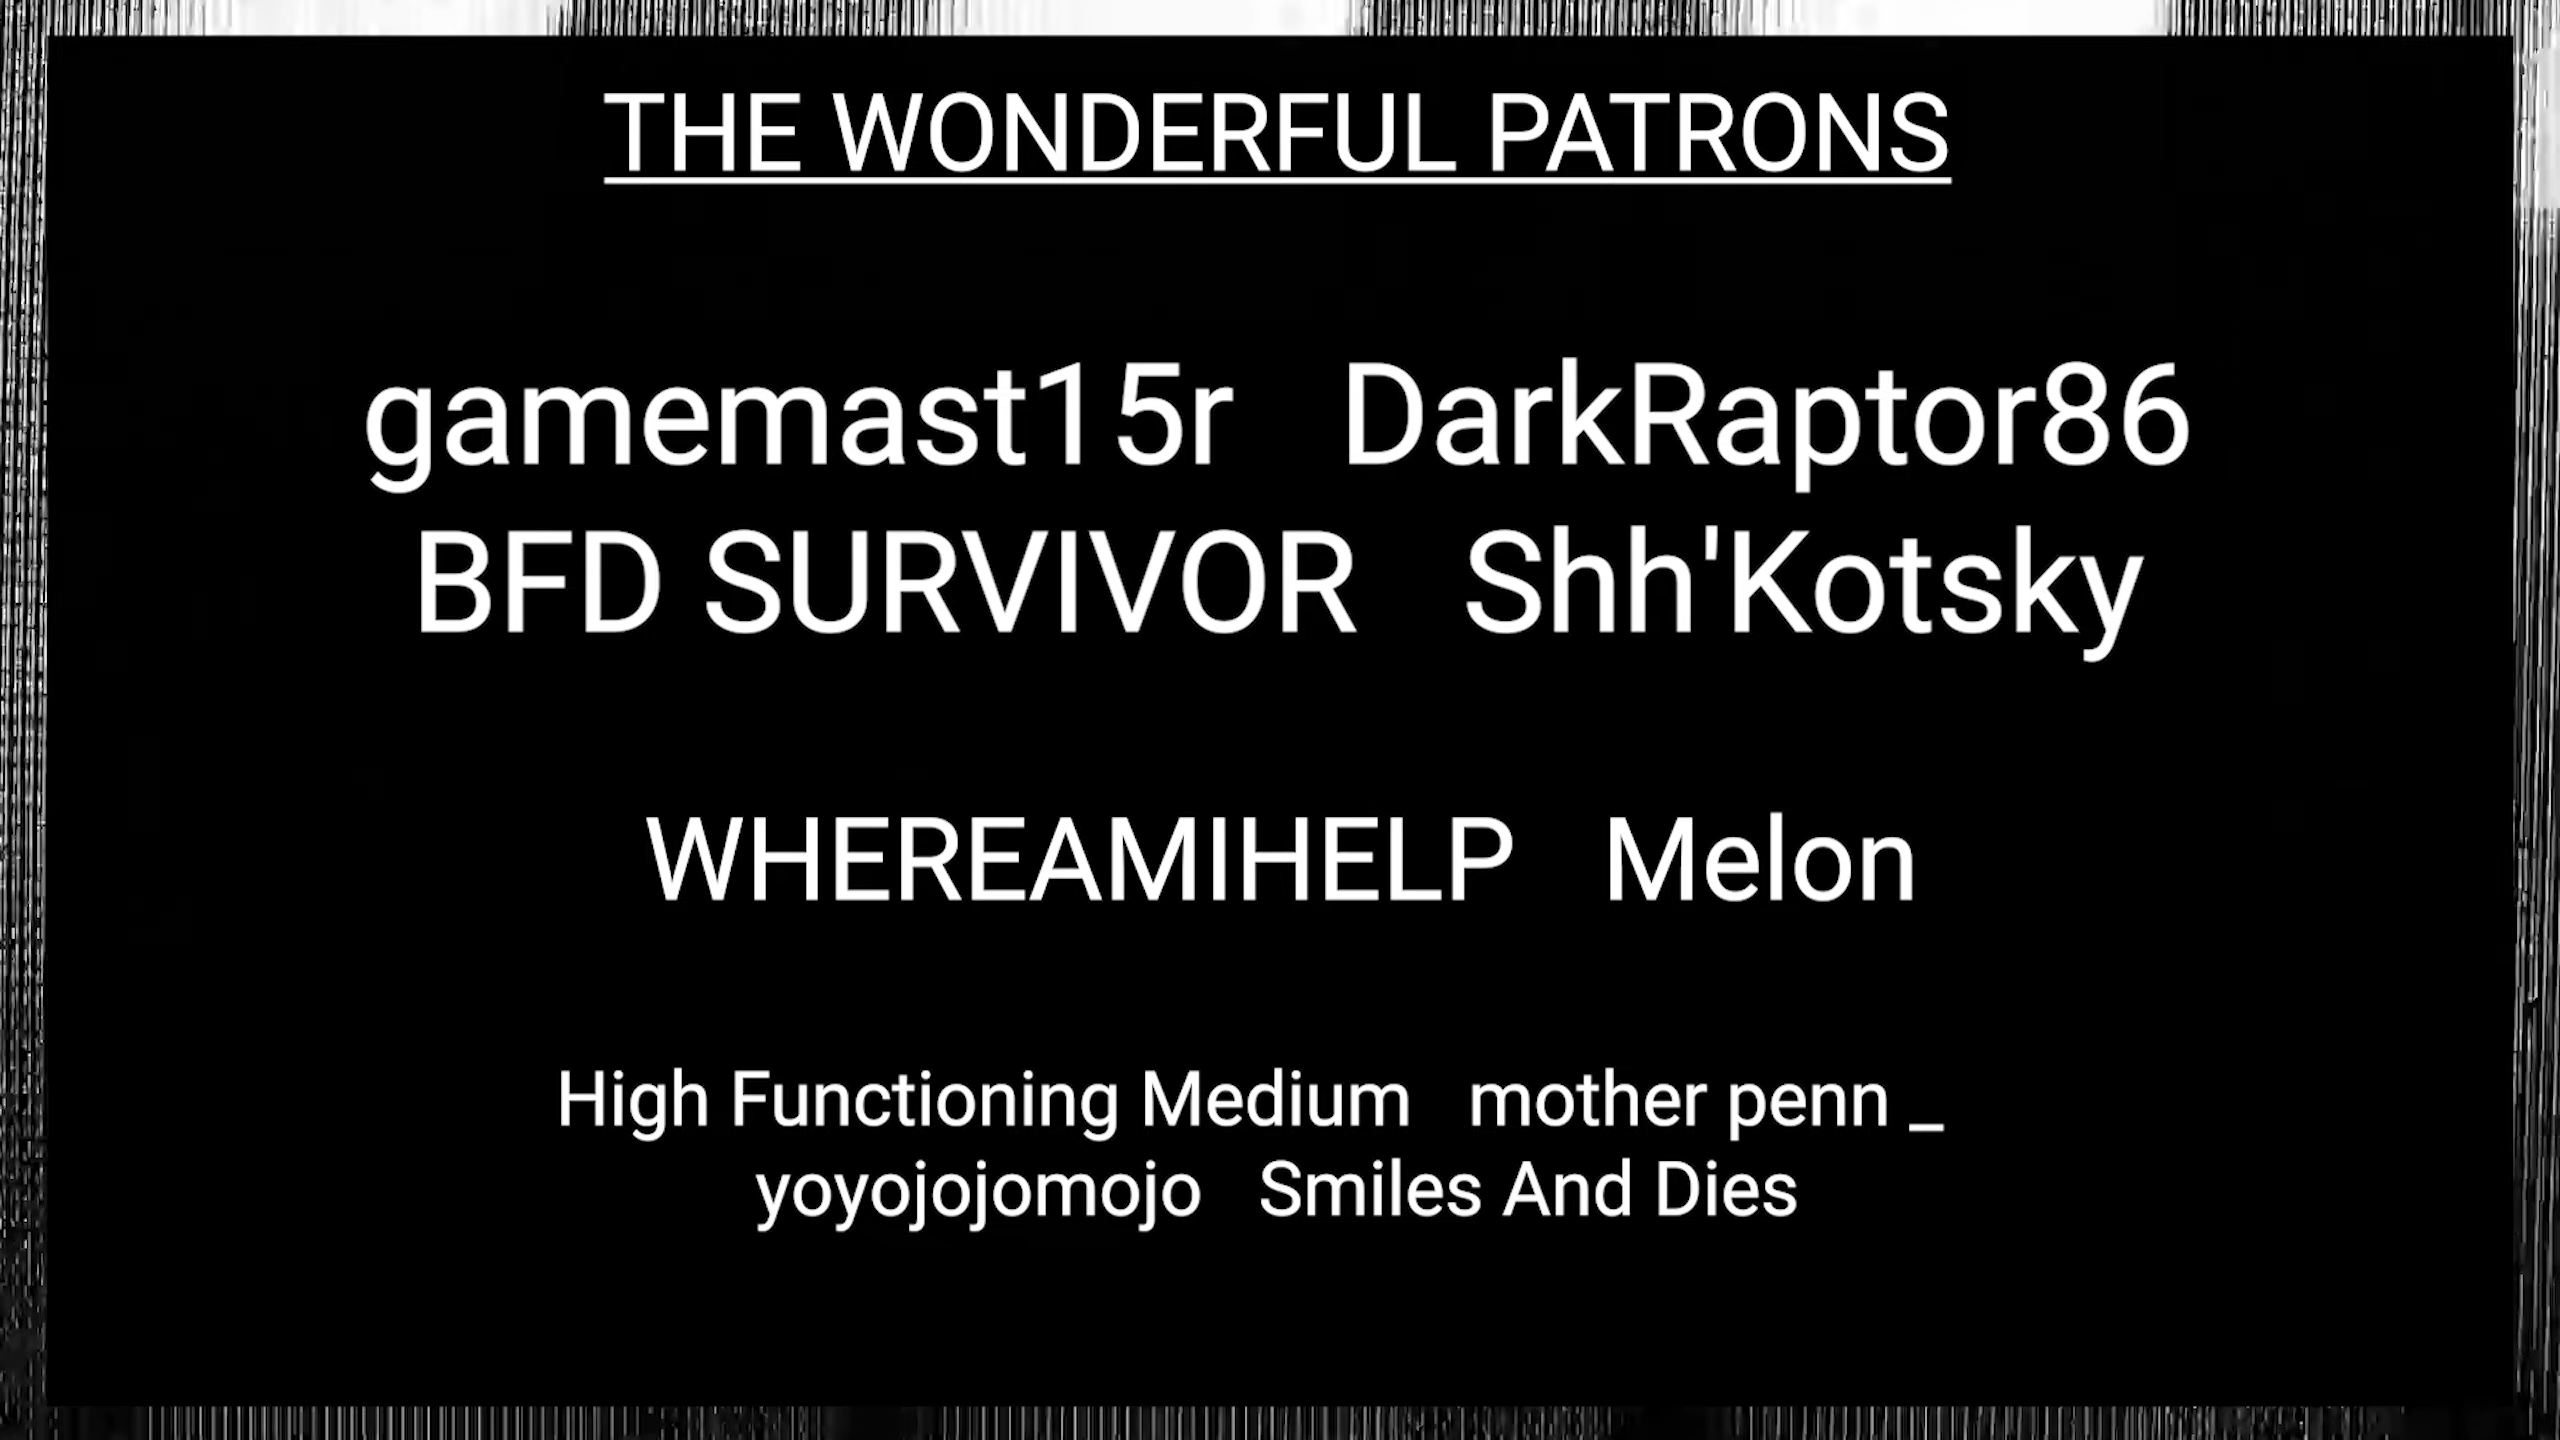 THE WONDERFUL PATRONS
gamemast15r DarkRaptor86
BFD SURVIVOR Shh'Kotsky
WHEREAMIHELP Melon
High Functioning Medium mother penn _
yoyojojomojo Smiles And Dies